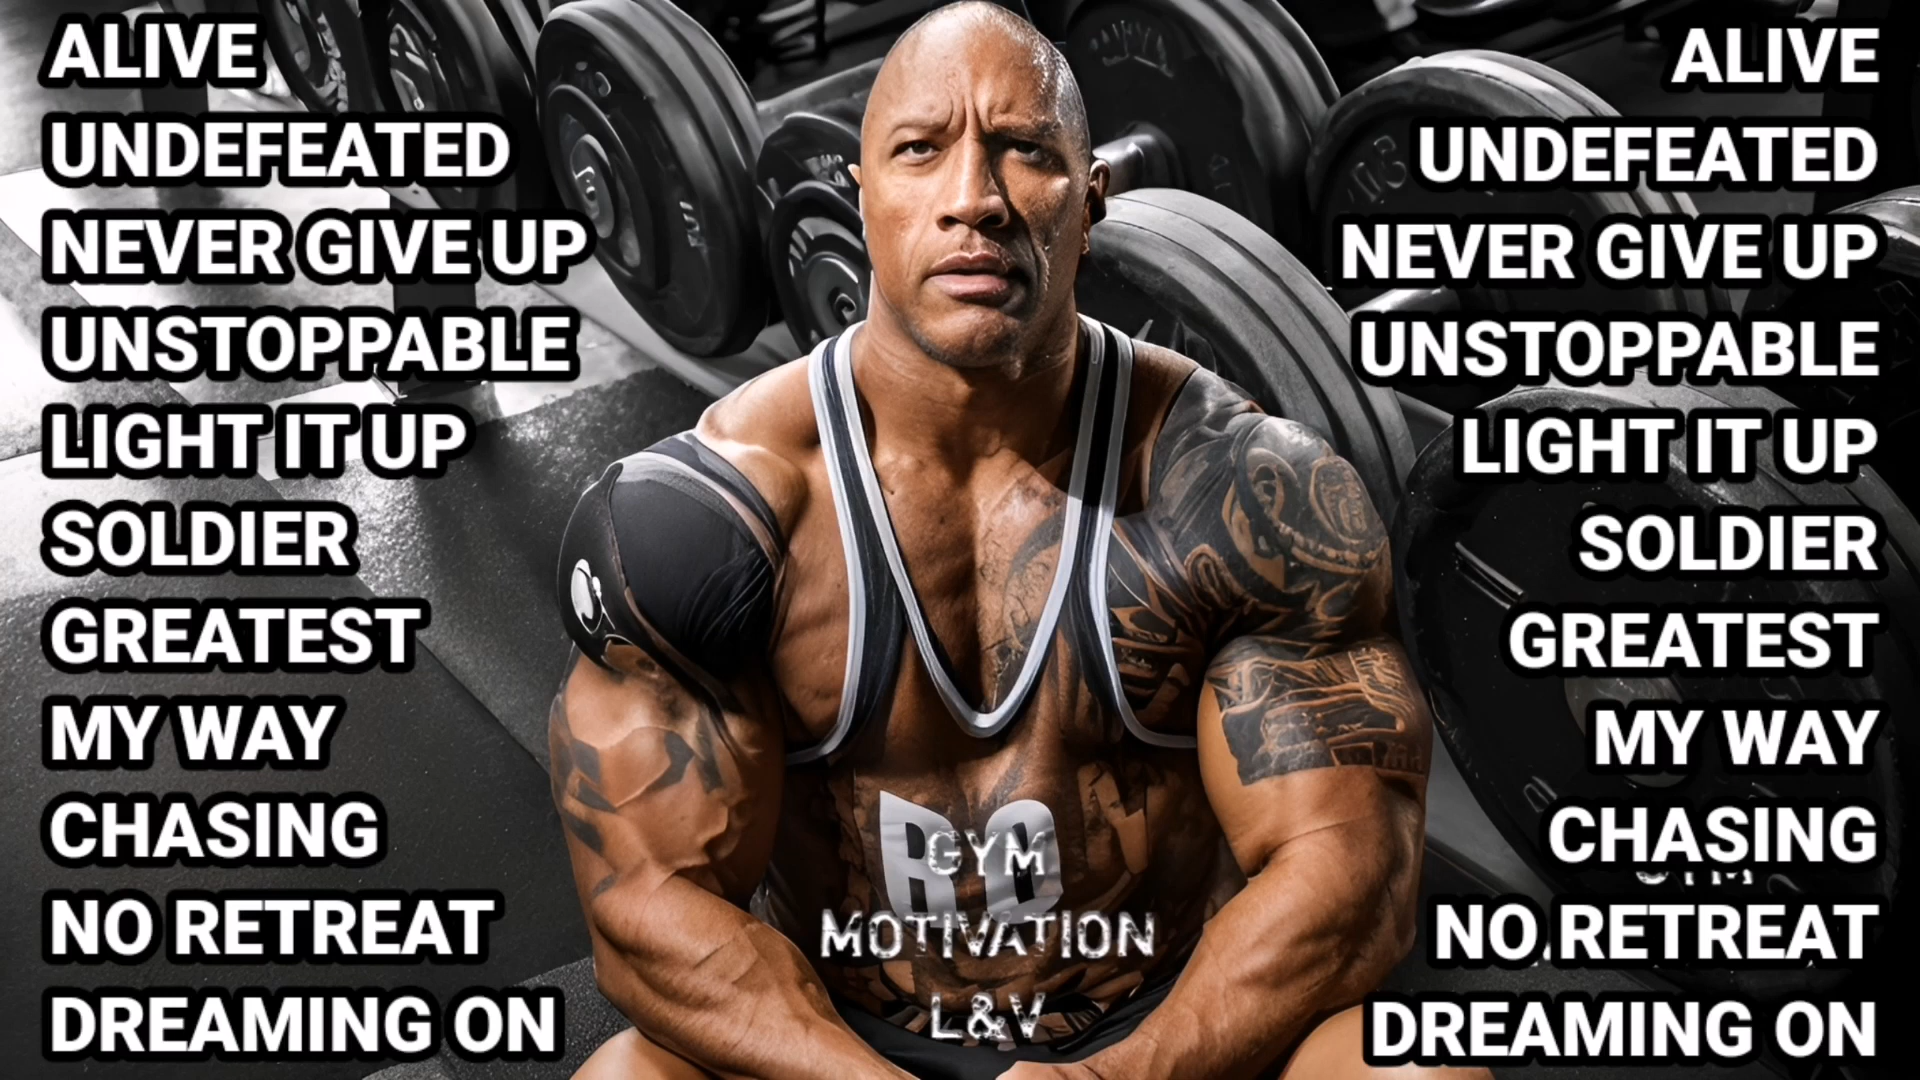 ALIVE
UNDEFEATED
NEVER GIVE UP
UNSTOPPABLE
LIGHT IT UP
SOLDIER
GREATEST
MY WAY
CHASING
NO RETREAT
DREAMING ON
RO
GYM
MOTIVATION
L&V
ALIVE
UNDEFEATED
NEVER GIVE UP
UNSTOPPABLE
LIGHT IT UP
SOLDIER
GREATEST
MY WAY
CHASING
NO RETREAT
DREAMING ON